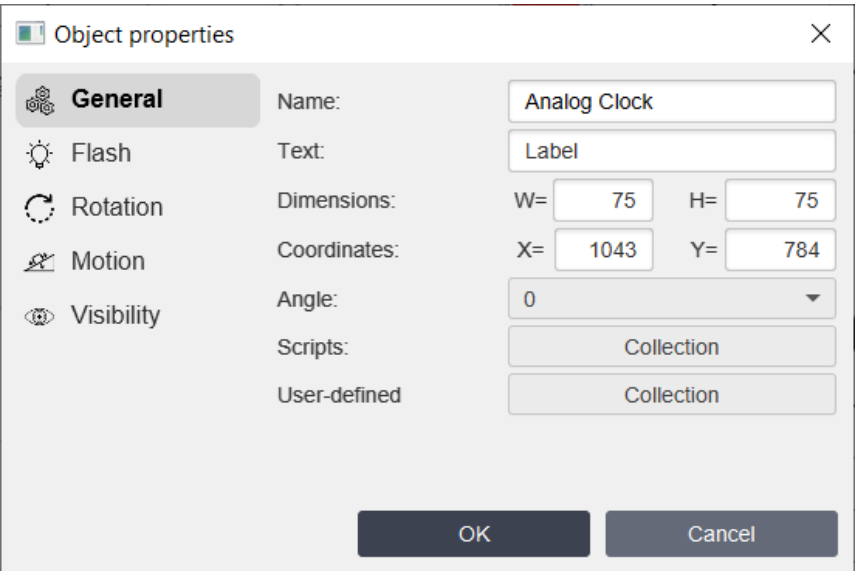 Object properties
General
Flash
Rotation
Motion
Visibility
Name: Analog Clock
Text: Label
Dimensions: W= 75 H= 75
Coordinates: X= 1043 Y= 784
Angle: 0
Scripts: Collection
User-defined Collection
OK Cancel